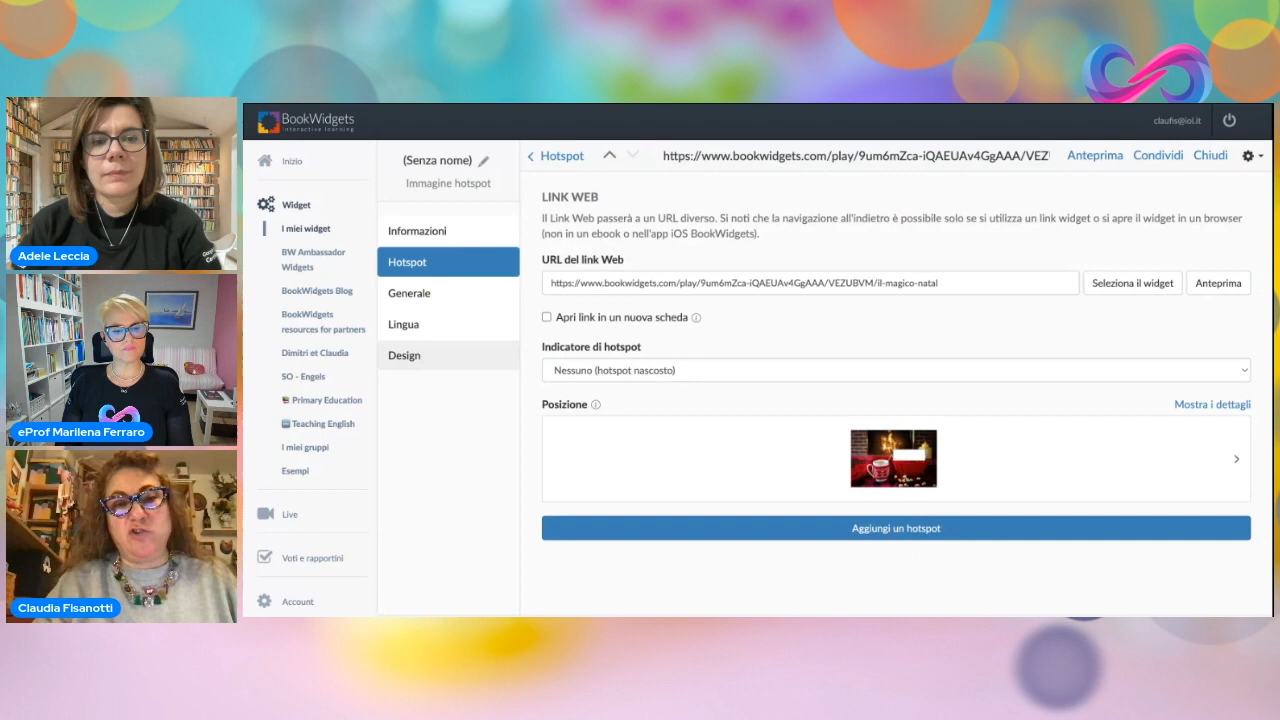 Adele Leccia
eProf Marilena Ferraro
Claudia Fisanotti
BookWidgets
interactive learning
claufis@iol.it
Inizio
Widget
I miei widget
BW Ambassador
Widgets
BookWidgets Blog
BookWidgets
resources for partners
Dimitri et Claudia
SO - Engels
Primary Education
Teaching English
I miei gruppi
Esempi
Live
Voti e rapportini
Account
(Senza nome)
Immagine hotspot
Informazioni
Hotspot
Generale
Lingua
Design
Hotspot
https://www.bookwidgets.com/play/9um6mZca-iQAEUAv4GgAAA/VEZ
Anteprima
Condividi
Chiudi
LINK WEB
Il Link Web passerà a un URL diverso. Si noti che la navigazione all'indietro è possibile solo se si utilizza un link widget o si apre il widget in un browser
(non in un ebook o nell'app iOS BookWidgets).
URL del link Web
https://www.bookwidgets.com/play/9um6mZca-iQAEUAv4GgAAA/VEZUBVM/il-magico-natal
Seleziona il widget
Anteprima
Apri link in un nuova scheda
Indicatore di hotspot
Nessuno (hotspot nascosto)
Posizione
Mostra i dettagli
Aggiungi un hotspot